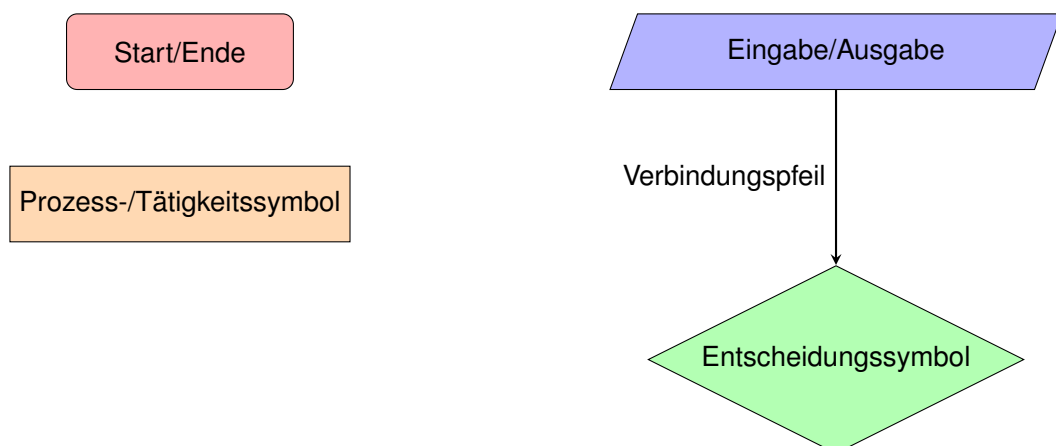 Start/Ende
Eingabe/Ausgabe
Verbindungspfeil
Prozess-/Tätigkeitssymbol
Entscheidungssymbol